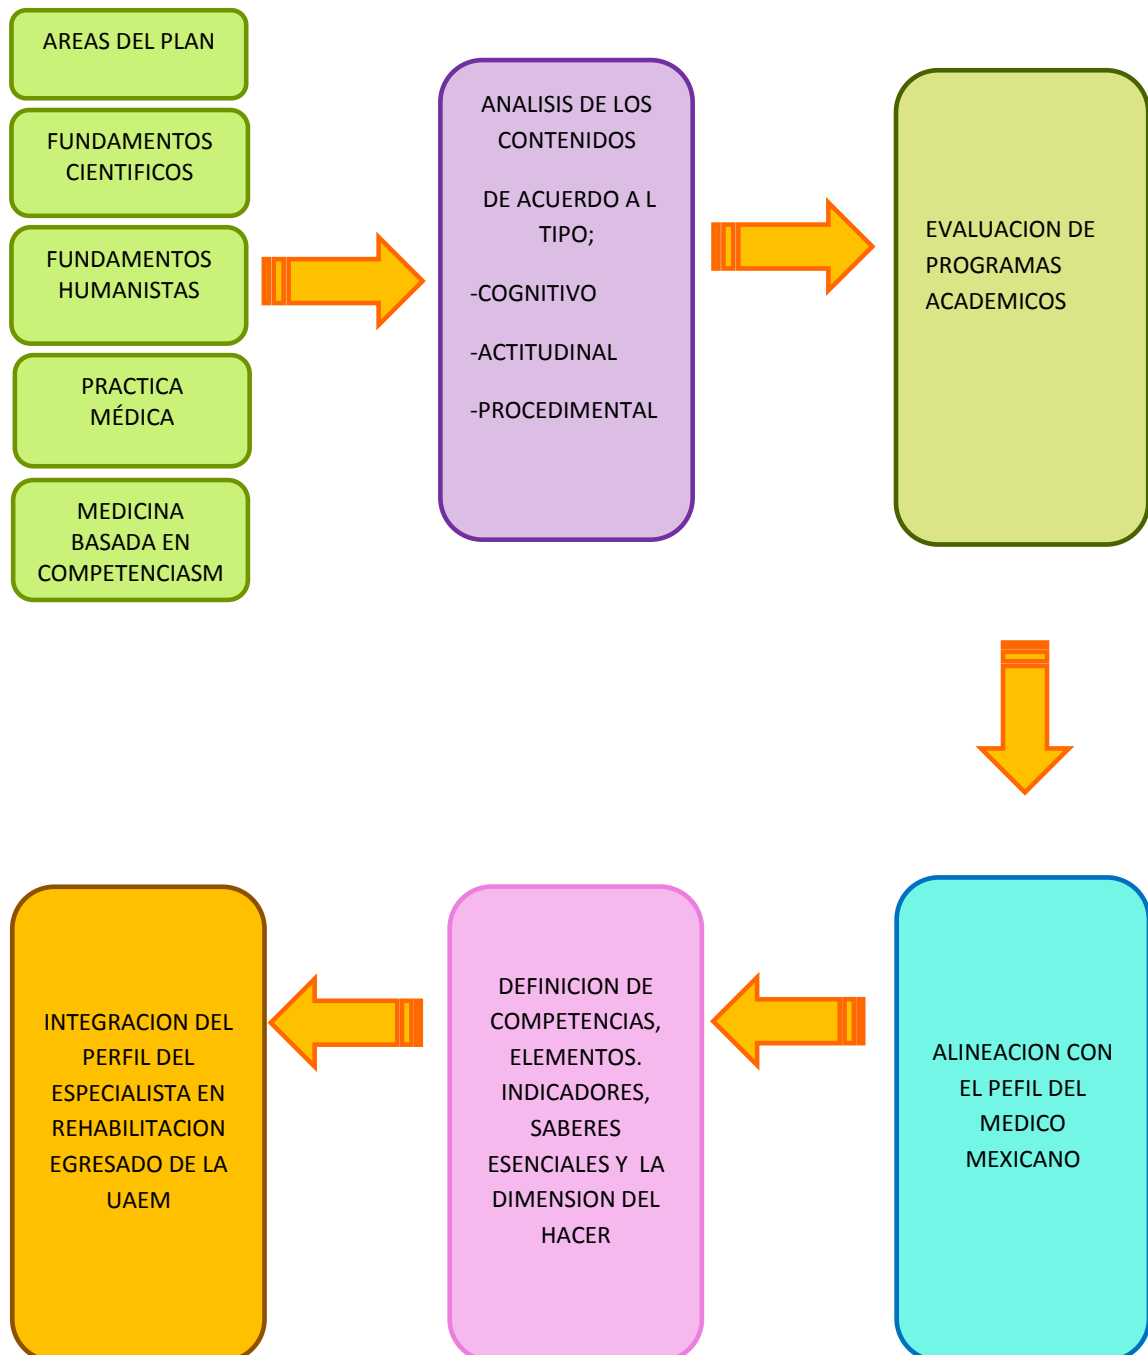 AREAS DEL PLAN
FUNDAMENTOS
CIENTIFICOS
FUNDAMENTOS
HUMANISTAS
PRACTICA
MÉDICA
MEDICINA
BASADA EN
COMPETENCIASM
ANALISIS DE LOS
CONTENIDOS
DE ACUERDO A L
TIPO;
-COGNITIVO
-ACTITUDINAL
-PROCEDIMENTAL
EVALUACION DE
PROGRAMAS
ACADEMICOS
ALINEACION CON
EL PEFIL DEL
MEDICO
MEXICANO
DEFINICION DE
COMPETENCIAS,
ELEMENTOS.
INDICADORES,
SABERES
ESENCIALES Y LA
DIMENSION DEL
HACER
INTEGRACION DEL
PERFIL DEL
ESPECIALISTA EN
REHABILITACION
EGRESADO DE LA
UAEM